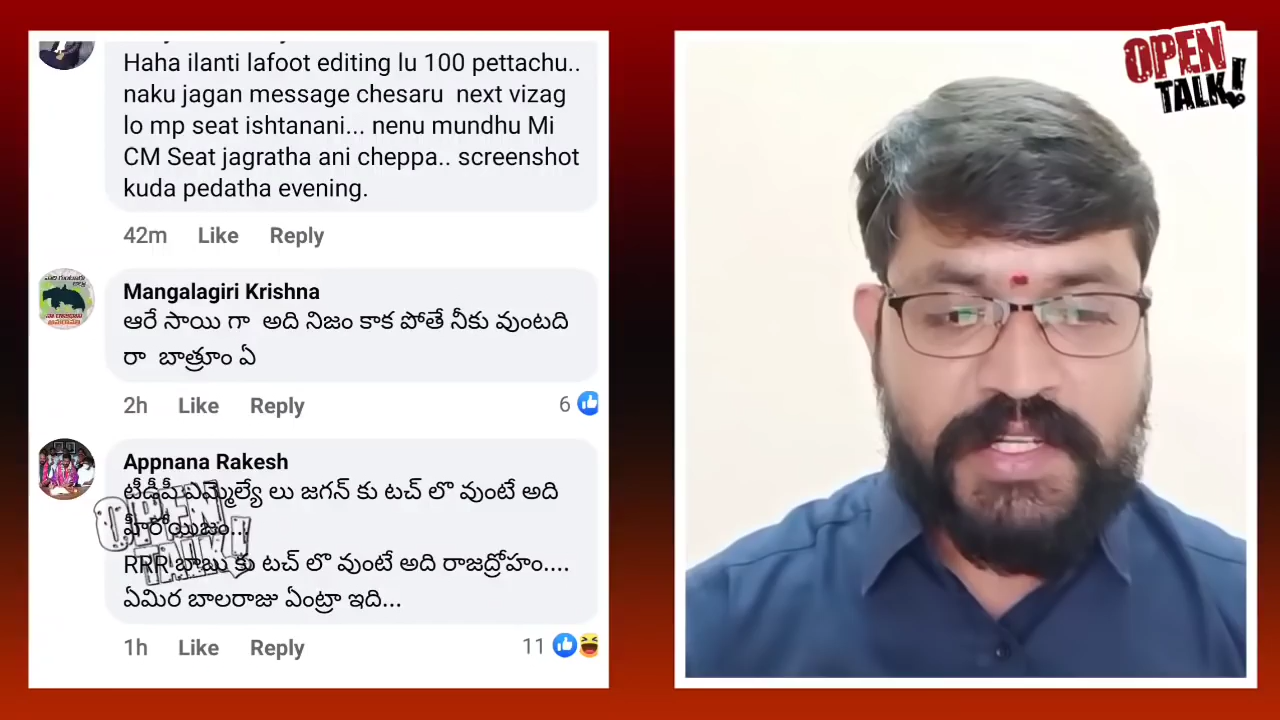 Haha ilanti lafoot editing lu 100 pettachu..
naku jagan message chesaru next vizag
lo mp seat ishtanani... nenu mundhu Mi
CM Seat jagratha ani cheppa.. screenshot
kuda pedatha evening.
42m Like Reply
Mangalagiri Krishna
ఆరే సాయి గా అది నిజం కాక పోతే నీకు వుంటది
రా బాత్రూం ఏ
2h Like Reply 6
Appnana Rakesh
టీడీపీ ఎమ్మెల్యే లు జగన్ కు టచ్ లొ వుంటే అది
హీరోయిజం...
RRR బాబు కు టచ్ లొ వుంటే అది రాజద్రోహం....
ఏమిర బాలరాజు ఏంట్రా ఇది...
1h Like Reply 11
OPEN
TALK!
OPEN
TALK!